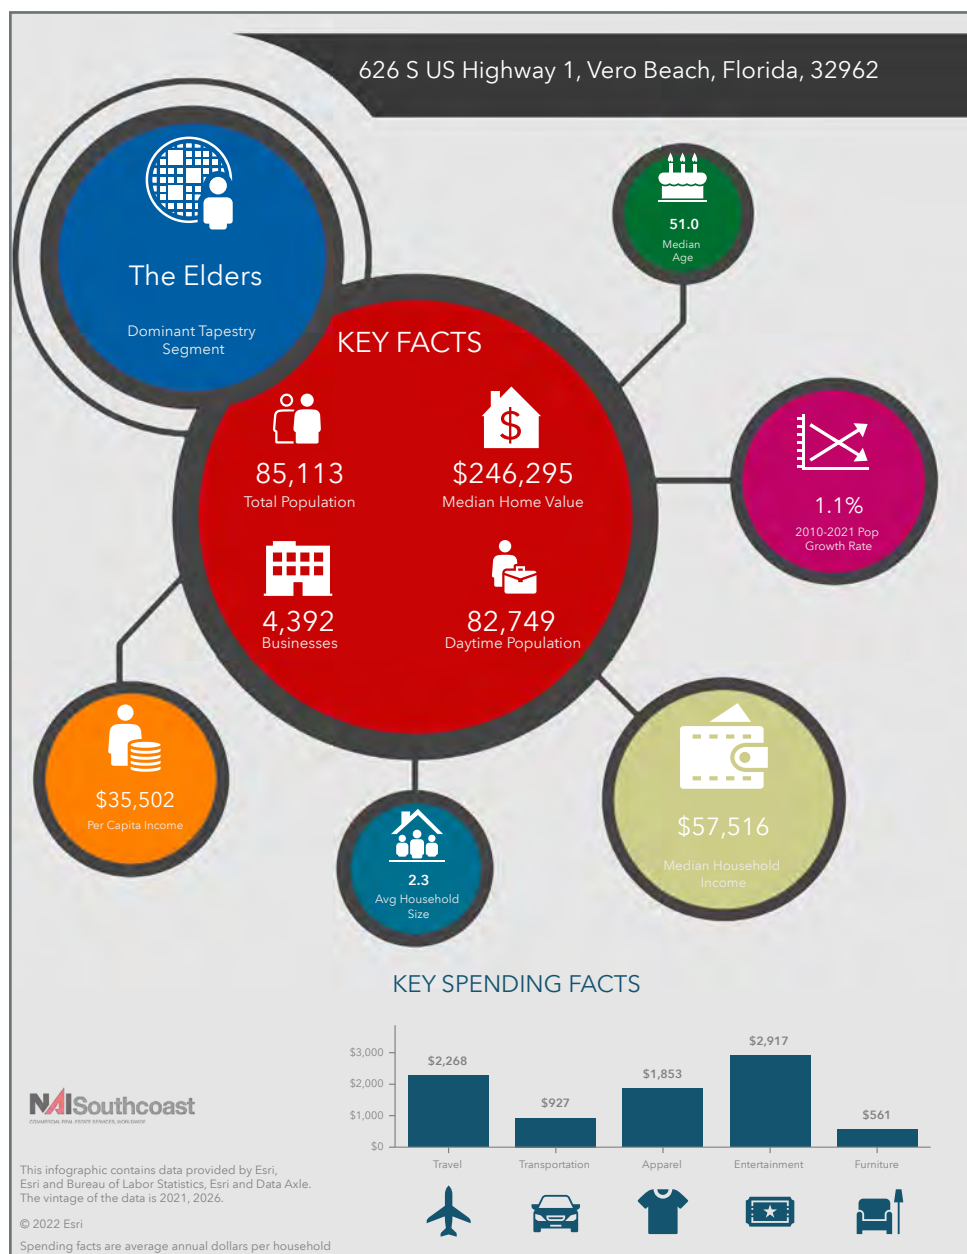 626 S US Highway 1, Vero Beach, Florida, 32962
The Elders
Dominant Tapestry
Segment
51.0
Median
Age
KEY FACTS
85,113
Total Population
$246,295
Median Home Value
4,392
Businesses
82,749
Daytime Population
1.1%
2010-2021 Pop
Growth Rate
$35,502
Per Capita Income
2.3
Avg Household
Size
$57,516
Median Household
Income
KEY SPENDING FACTS
$3,000
$2,000
$1,000
$0
$2,268
$927
$1,853
$2,917
$561
Travel
Transportation
Apparel
Entertainment
Furniture
NAISouthcoast
COMMERCIAL REAL ESTATE SERVICES, WORLDWIDE
This infographic contains data provided by Esri,
Esri and Bureau of Labor Statistics, Esri and Data Axle.
The vintage of the data is 2021, 2026.
© 2022 Esri
Spending facts are average annual dollars per household